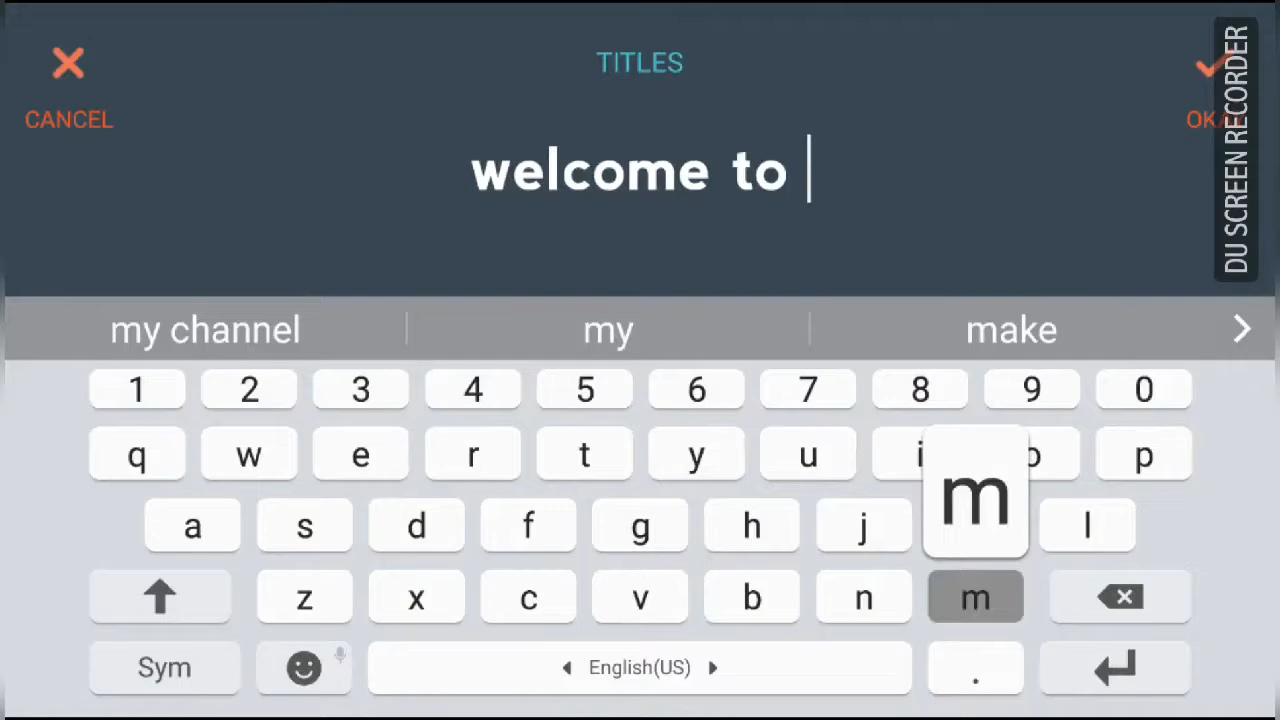 TITLES
CANCEL
OKAY
DU SCREEN RECORDER
welcome to
my channel my make
1 2 3 4 5 6 7 8 9 0
q w e r t y u i o p
m
a s d f g h j l
z x c v b n m
Sym English(US) .